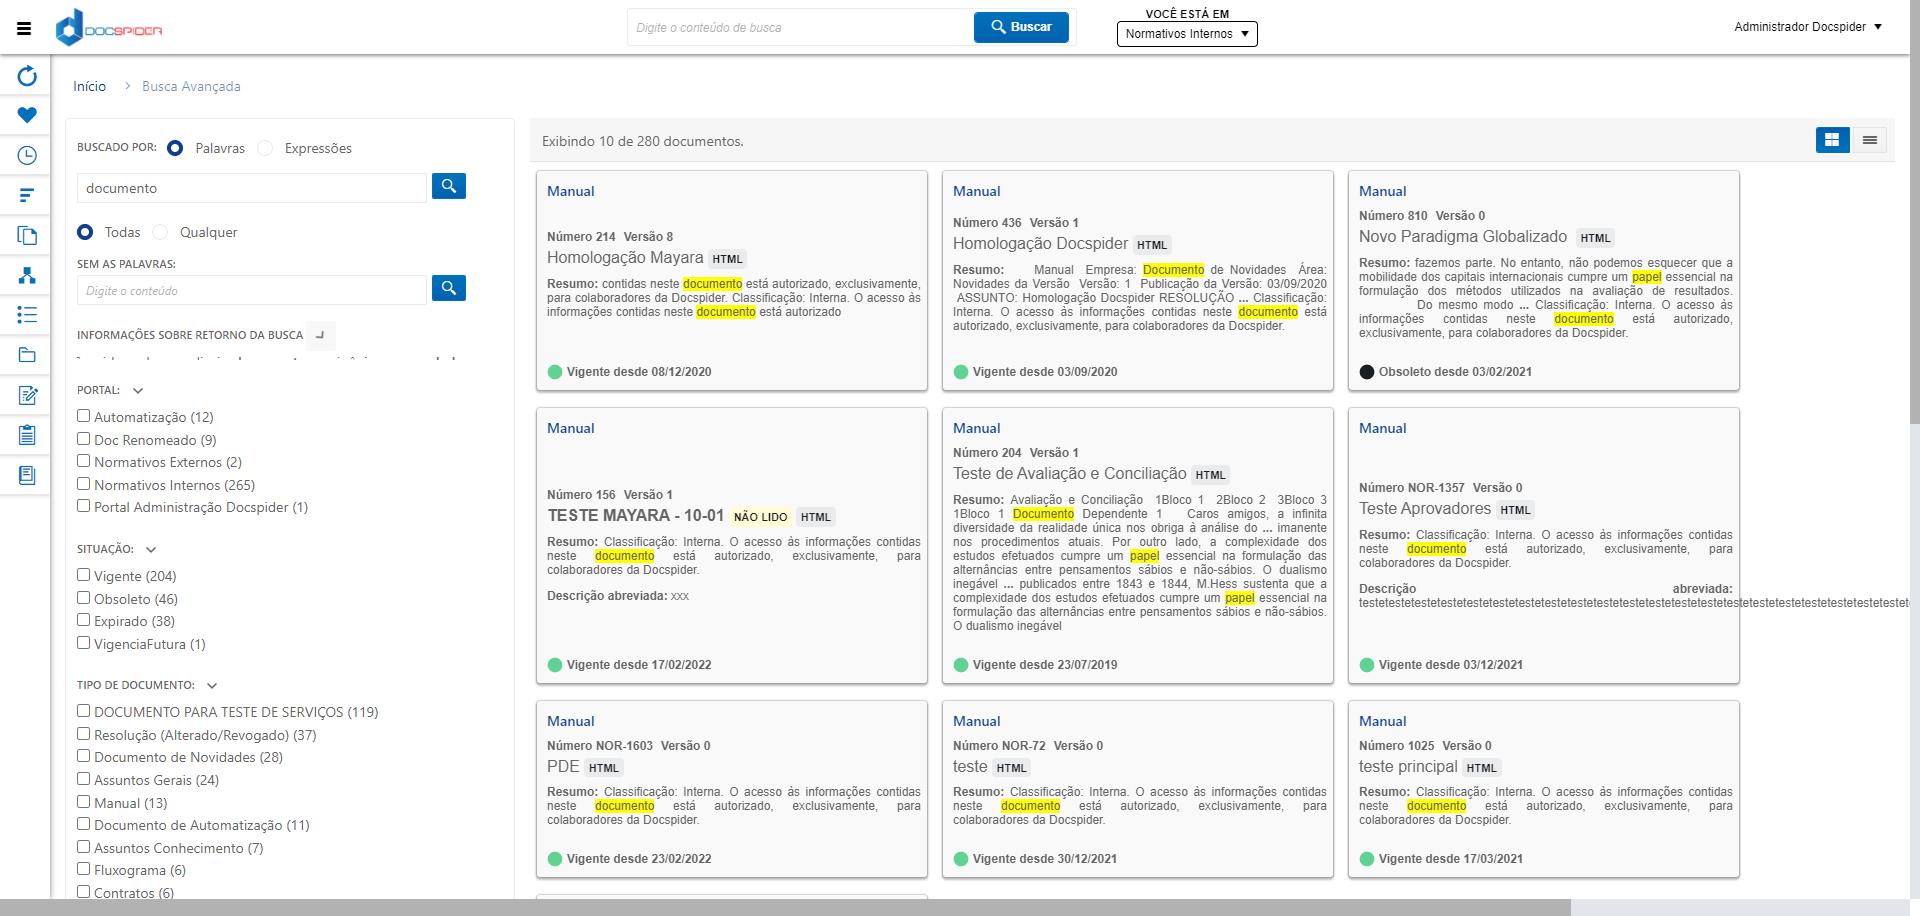 DOCSPIDER
Digite o conteúdo de busca
Buscar
VOCÊ ESTÁ EM
Normativos Internos
Administrador Docspider
Início > Busca Avançada
BUSCADO POR: Palavras Expressões
documento
Todas Qualquer
SEM AS PALAVRAS:
Digite o conteúdo
INFORMAÇÕES SOBRE RETORNO DA BUSCA
PORTAL:
Automatização (12)
Doc Renomeado (9)
Normativos Externos (2)
Normativos Internos (265)
Portal Administração Docspider (1)
SITUAÇÃO:
Vigente (204)
Obsoleto (46)
Expirado (38)
VigenciaFutura (1)
TIPO DE DOCUMENTO:
DOCUMENTO PARA TESTE DE SERVIÇOS (119)
Resolução (Alterado/Revogado) (37)
Documento de Novidades (28)
Assuntos Gerais (24)
Manual (13)
Documento de Automatização (11)
Assuntos Conhecimento (7)
Fluxograma (6)
Contratos (6)
Exibindo 10 de 280 documentos.
Manual
Número 214 Versão 8
Homologação Mayara HTML
Resumo: contidas neste documento está autorizado, exclusivamente,
para colaboradores da Docspider. Classificação: Interna. O acesso às
informações contidas neste documento está autorizado
Vigente desde 08/12/2020
Manual
Número 436 Versão 1
Homologação Docspider HTML
Resumo: Manual Empresa: Documento de Novidades Área:
Novidades da Versão Versão: 1 Publicação da Versão: 03/09/2020
ASSUNTO: Homologação Docspider RESOLUÇÃO ... Classificação:
Interna. O acesso às informações contidas neste documento está
autorizado, exclusivamente, para colaboradores da Docspider.
Vigente desde 03/09/2020
Manual
Número 810 Versão 0
Novo Paradigma Globalizado HTML
Resumo: fazemos parte. No entanto, não podemos esquecer que a
mobilidade dos capitais internacionais cumpre um papel essencial na
formulação dos métodos utilizados na avaliação de resultados.
Do mesmo modo ... Classificação: Interna. O acesso às
informações contidas neste documento está autorizado,
exclusivamente, para colaboradores da Docspider.
Obsoleto desde 03/02/2021
Manual
Número 156 Versão 1
TESTE MAYARA - 10-01 NÃO LIDO HTML
Resumo: Classificação: Interna. O acesso às informações contidas
neste documento está autorizado, exclusivamente, para
colaboradores da Docspider.
Descrição abreviada: xxx
Vigente desde 17/02/2022
Manual
Número 204 Versão 1
Teste de Avaliação e Conciliação HTML
Resumo: Avaliação e Conciliação 1Bloco 1 2Bloco 2 3Bloco 3
1Bloco 1 Documento Dependente 1 Caros amigos, a infinita
diversidade da realidade única nos obriga à análise do ... imanente
nos procedimentos atuais. Por outro lado, a complexidade dos
estudos efetuados cumpre um papel essencial na formulação das
alternâncias entre pensamentos sábios e não-sábios. O dualismo
inegável ... publicados entre 1843 e 1844, M.Hess sustenta que a
complexidade dos estudos efetuados cumpre um papel essencial na
formulação das alternâncias entre pensamentos sábios e não-sábios.
O dualismo inegável
Vigente desde 23/07/2019
Manual
Número NOR-1357 Versão 0
Teste Aprovadores HTML
Resumo: Classificação: Interna. O acesso às informações contidas
neste documento está autorizado, exclusivamente, para
colaboradores da Docspider.
Descrição abreviada:
Vigente desde 03/12/2021
Manual
Número NOR-1603 Versão 0
PDE HTML
Resumo: Classificação: Interna. O acesso às informações contidas
neste documento está autorizado, exclusivamente, para
colaboradores da Docspider.
Vigente desde 23/02/2022
Manual
Número NOR-72 Versão 0
teste HTML
Resumo: Classificação: Interna. O acesso às informações contidas
neste documento está autorizado, exclusivamente, para
colaboradores da Docspider.
Vigente desde 30/12/2021
Manual
Número 1025 Versão 0
teste principal HTML
Resumo: Classificação: Interna. O acesso às informações contidas
neste documento está autorizado, exclusivamente, para
colaboradores da Docspider.
Vigente desde 17/03/2021